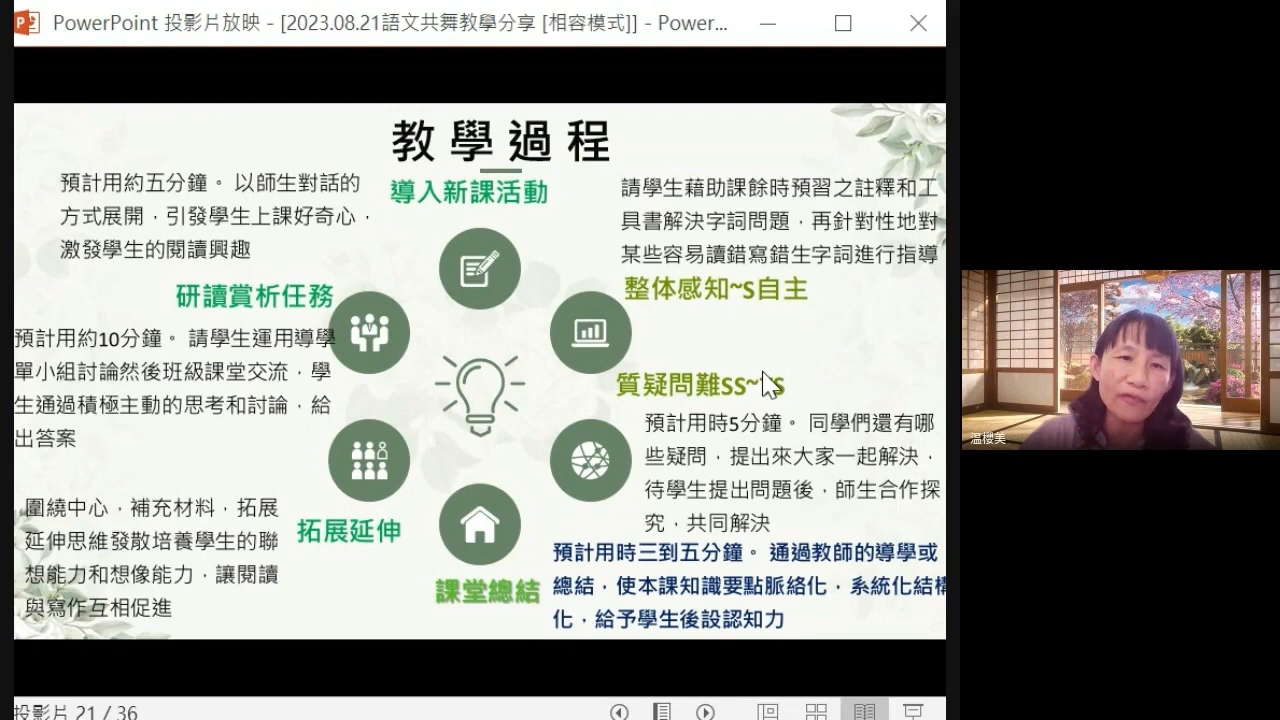 PowerPoint 投影片放映 - [2023.08.21語文共舞教學分享 [相容模式]] - Power...
教學過程
導入新課活動
預計用約五分鐘。以師生對話的
方式展開，引發學生上課好奇心，
激發學生的閱讀興趣
請學生藉助課餘時預習之註釋和工
具書解決字詞問題，再針對性地對
某些容易讀錯寫錯生字詞進行指導
整体感知~S自主
研讀賞析任務
預計用約10分鐘。請學生運用導學
單小組討論然後班級課堂交流，學
生通過積極主動的思考和討論，給
出答案
質疑問難SS~S
預計用時5分鐘。同學們還有哪
些疑問，提出來大家一起解決，
待學生提出問題後，師生合作探
究，共同解決
圍繞中心，補充材料，拓展
延伸思維發散培養學生的聯
想能力和想像能力，讓閱讀
與寫作互相促進
拓展延伸
課堂總結
預計用時三到五分鐘。通過教師的導學或
總結，使本課知識要點脈絡化，系統化結構
化，給予學生後設認知力
温櫻美
投影片 21 / 36